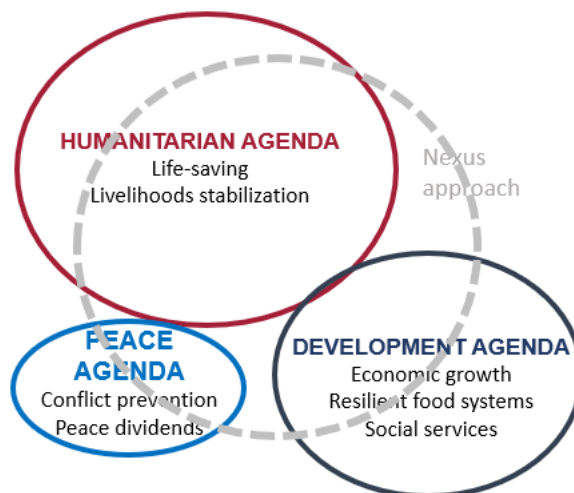 HUMANITARIAN AGENDA
Life-saving
Livelihoods stabilization
Nexus
approach
PEACE
AGENDA
Conflict prevention
Peace dividends
DEVELOPMENT AGENDA
Economic growth
Resilient food systems
Social services